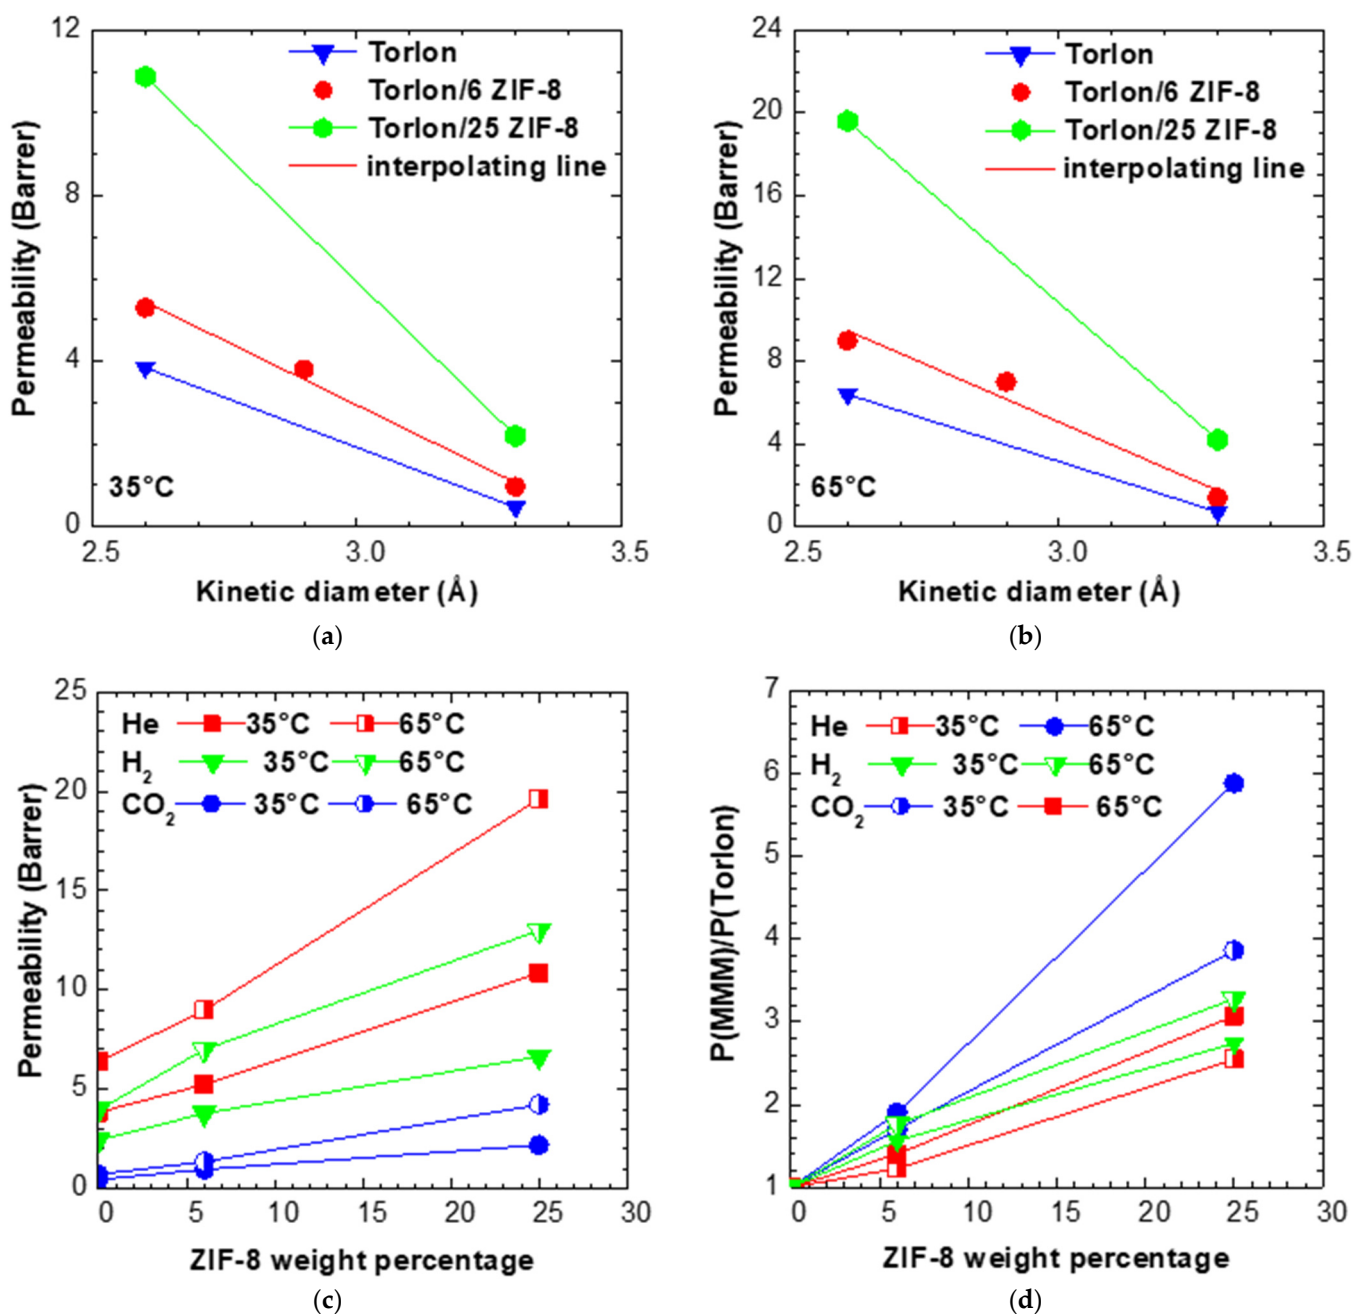 12
8
4
0
2.5
3.0
3.5
Permeability (Barrer)
Kinetic diameter (Å)
Torlon
Torlon/6 ZIF-8
Torlon/25 ZIF-8
interpolating line
35°C
(a)
24
20
16
12
8
4
0
2.5
3.0
3.5
Permeability (Barrer)
Kinetic diameter (Å)
Torlon
Torlon/6 ZIF-8
Torlon/25 ZIF-8
interpolating line
65°C
(b)
25
20
15
10
5
0
0 5 10 15 20 25 30
Permeability (Barrer)
ZIF-8 weight percentage
He 35°C 65°C
H2 35°C 65°C
CO2 35°C 65°C
(c)
7
6
5
4
3
2
1
0 5 10 15 20 25 30
P(MMM)/P(Torlon)
ZIF-8 weight percentage
He 35°C 65°C
H2 35°C 65°C
CO2 35°C 65°C
(d)